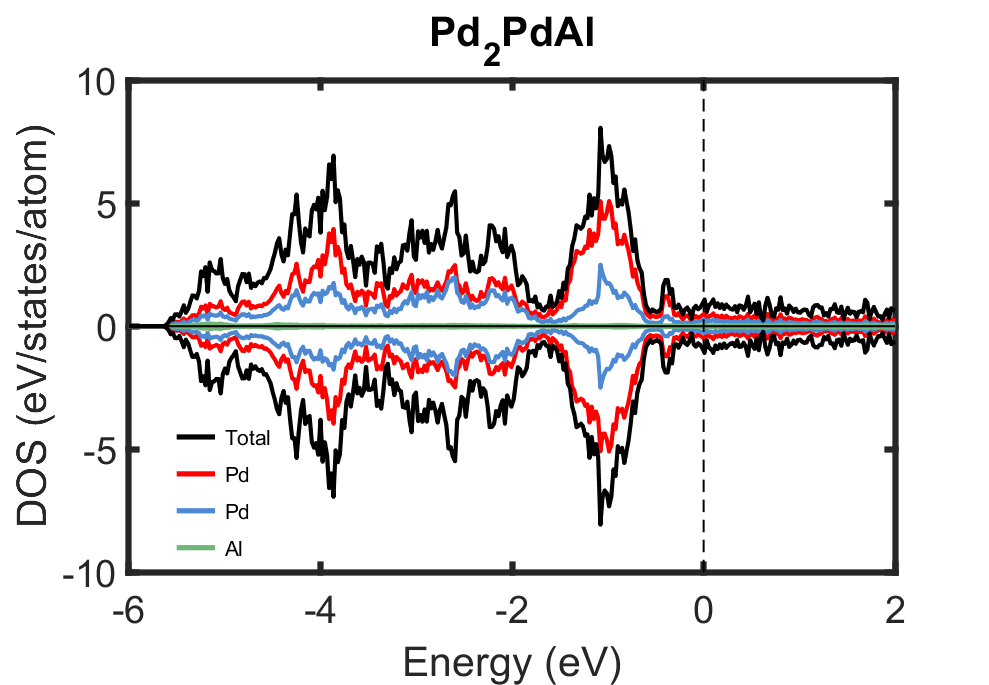 Pd2PdAl
10
5
0
-5
-10
DOS (eV/states/atom)
Total
Pd
Pd
Al
-6 -4 -2 0 2
Energy (eV)